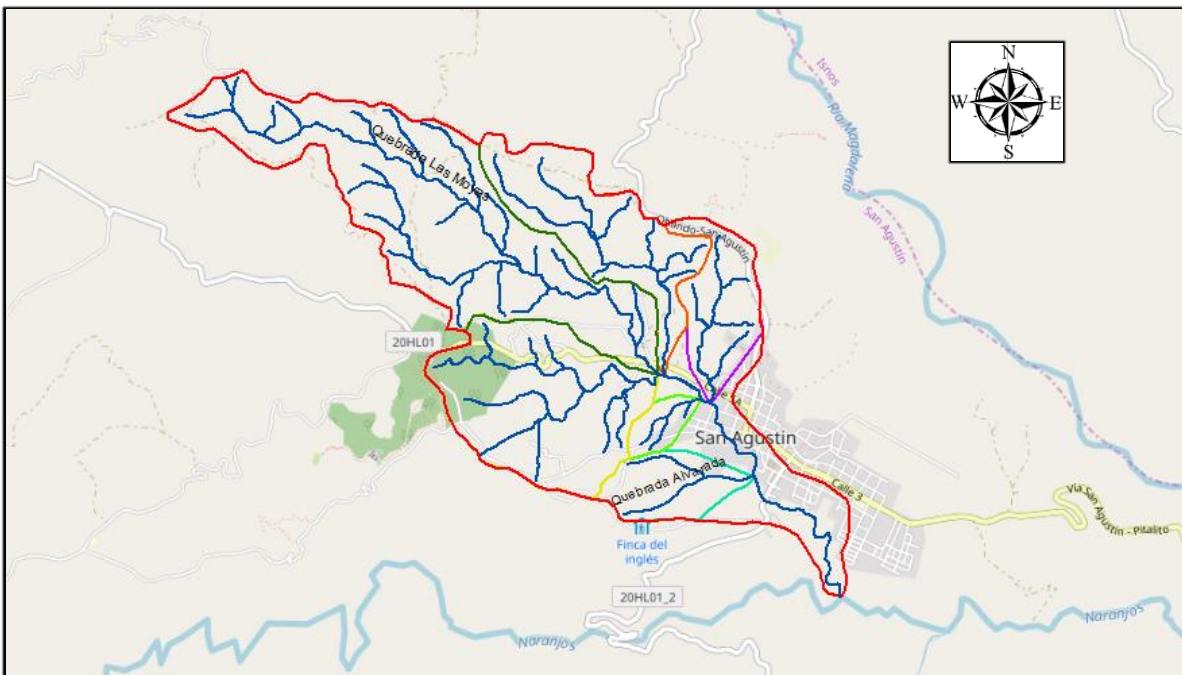 N
W
E
S
Isnos
Río Magdalena
San Agustín
Quebrada Las Moyas
Obando-San Agustín
20HL01
San Agustín
Quebrada Alvarada
Calle 3
Vía San Agustín - Pitalito
Finca del
inglés
20HL01_2
Naranjos
Naranjos